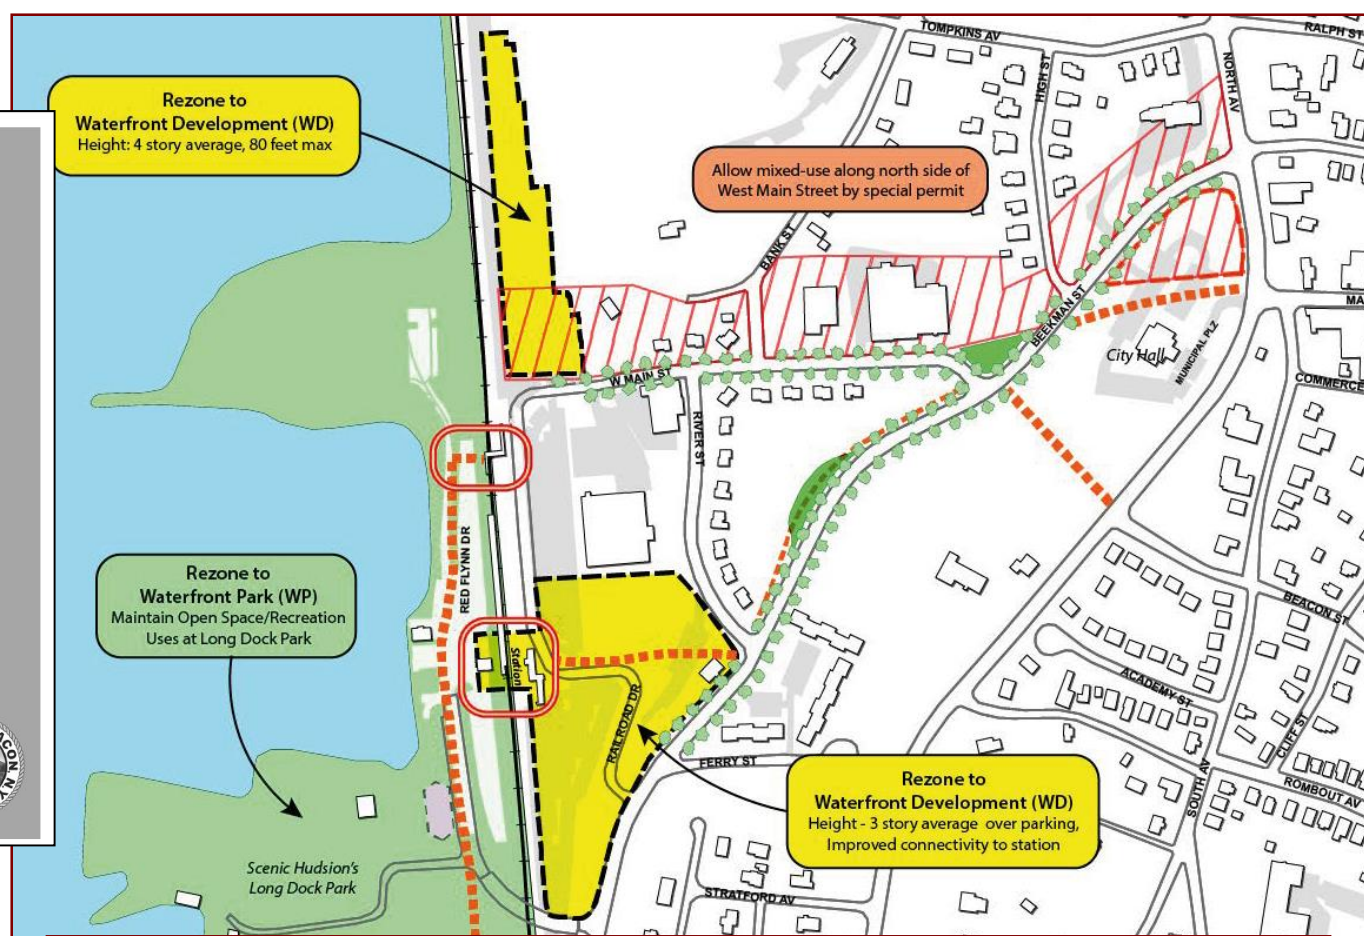 TOMPKINS AV
RALPH ST
HIGH ST
NORTH AV
Rezone to
Waterfront Development (WD)
Height: 4 story average, 80 feet max
Allow mixed-use along north side of
West Main Street by special permit
BANK ST
BEEKMAN ST
MA
City Hall
MUNICIPAL PLZ
W MAIN ST
COMMERCE
RIVER ST
RED FLYNN DR
Rezone to
Waterfront Park (WP)
Maintain Open Space/Recreation
Uses at Long Dock Park
BEACON ST
Station
ACADEMY ST
RAILROAD DR
CLIFF ST
FERRY ST
SOUTH AV
ROMBOUT AV
Rezone to
Waterfront Development (WD)
Height - 3 story average over parking,
Improved connectivity to station
Scenic Hudsion's
Long Dock Park
STRATFORD AV
ACON, N.Y.